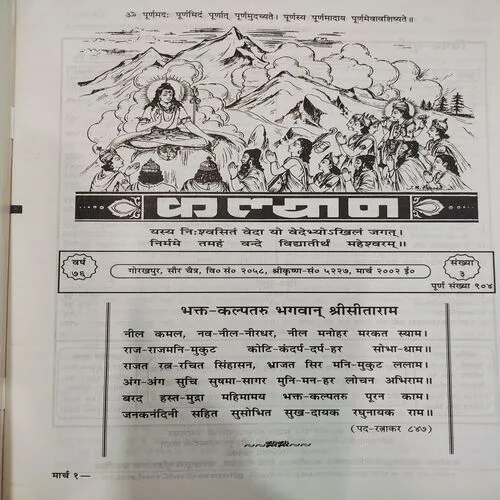 ॐ पूर्णमदः पूर्णमिदं पूर्णात् पूर्णमुदच्यते। पूर्णस्य पूर्णमादाय पूर्णमेवावशिष्यते॥
कल्याण
यस्य निःश्वसितं वेदा यो वेदेभ्योऽखिलं जगत्।
निर्ममे तमहं वन्दे विद्यातीर्थं महेश्वरम्॥
वर्ष ७६
गोरखपुर, सौर चैत्र, वि० सं० २०५८, श्रीकृष्ण-सं० ५२२७, मार्च २००२ ई०
संख्या ३
पूर्ण संख्या ९०४
भक्त-कल्पतरु भगवान् श्रीसीताराम
नील कमल, नव-नील-नीरधर, नील मनोहर मरकत स्याम।
राज-राजमनि-मुकुट कोटि-कंदर्प-दर्प-हर सोभा-धाम॥
राजत रत्न-रचित सिंहासन, भ्राजत सिर मनि-मुकुट ललाम।
अंग-अंग सुचि सुषमा-सागर मुनि-मन-हर लोचन अभिराम॥
बरद हस्त-मुद्रा महिमामय भक्त-कल्पतरु पूरन काम।
जनकनंदिनी सहित सुसोभित सुख-दायक रघुनायक राम॥
(पद-रत्नाकर ८४७)
मार्च १—